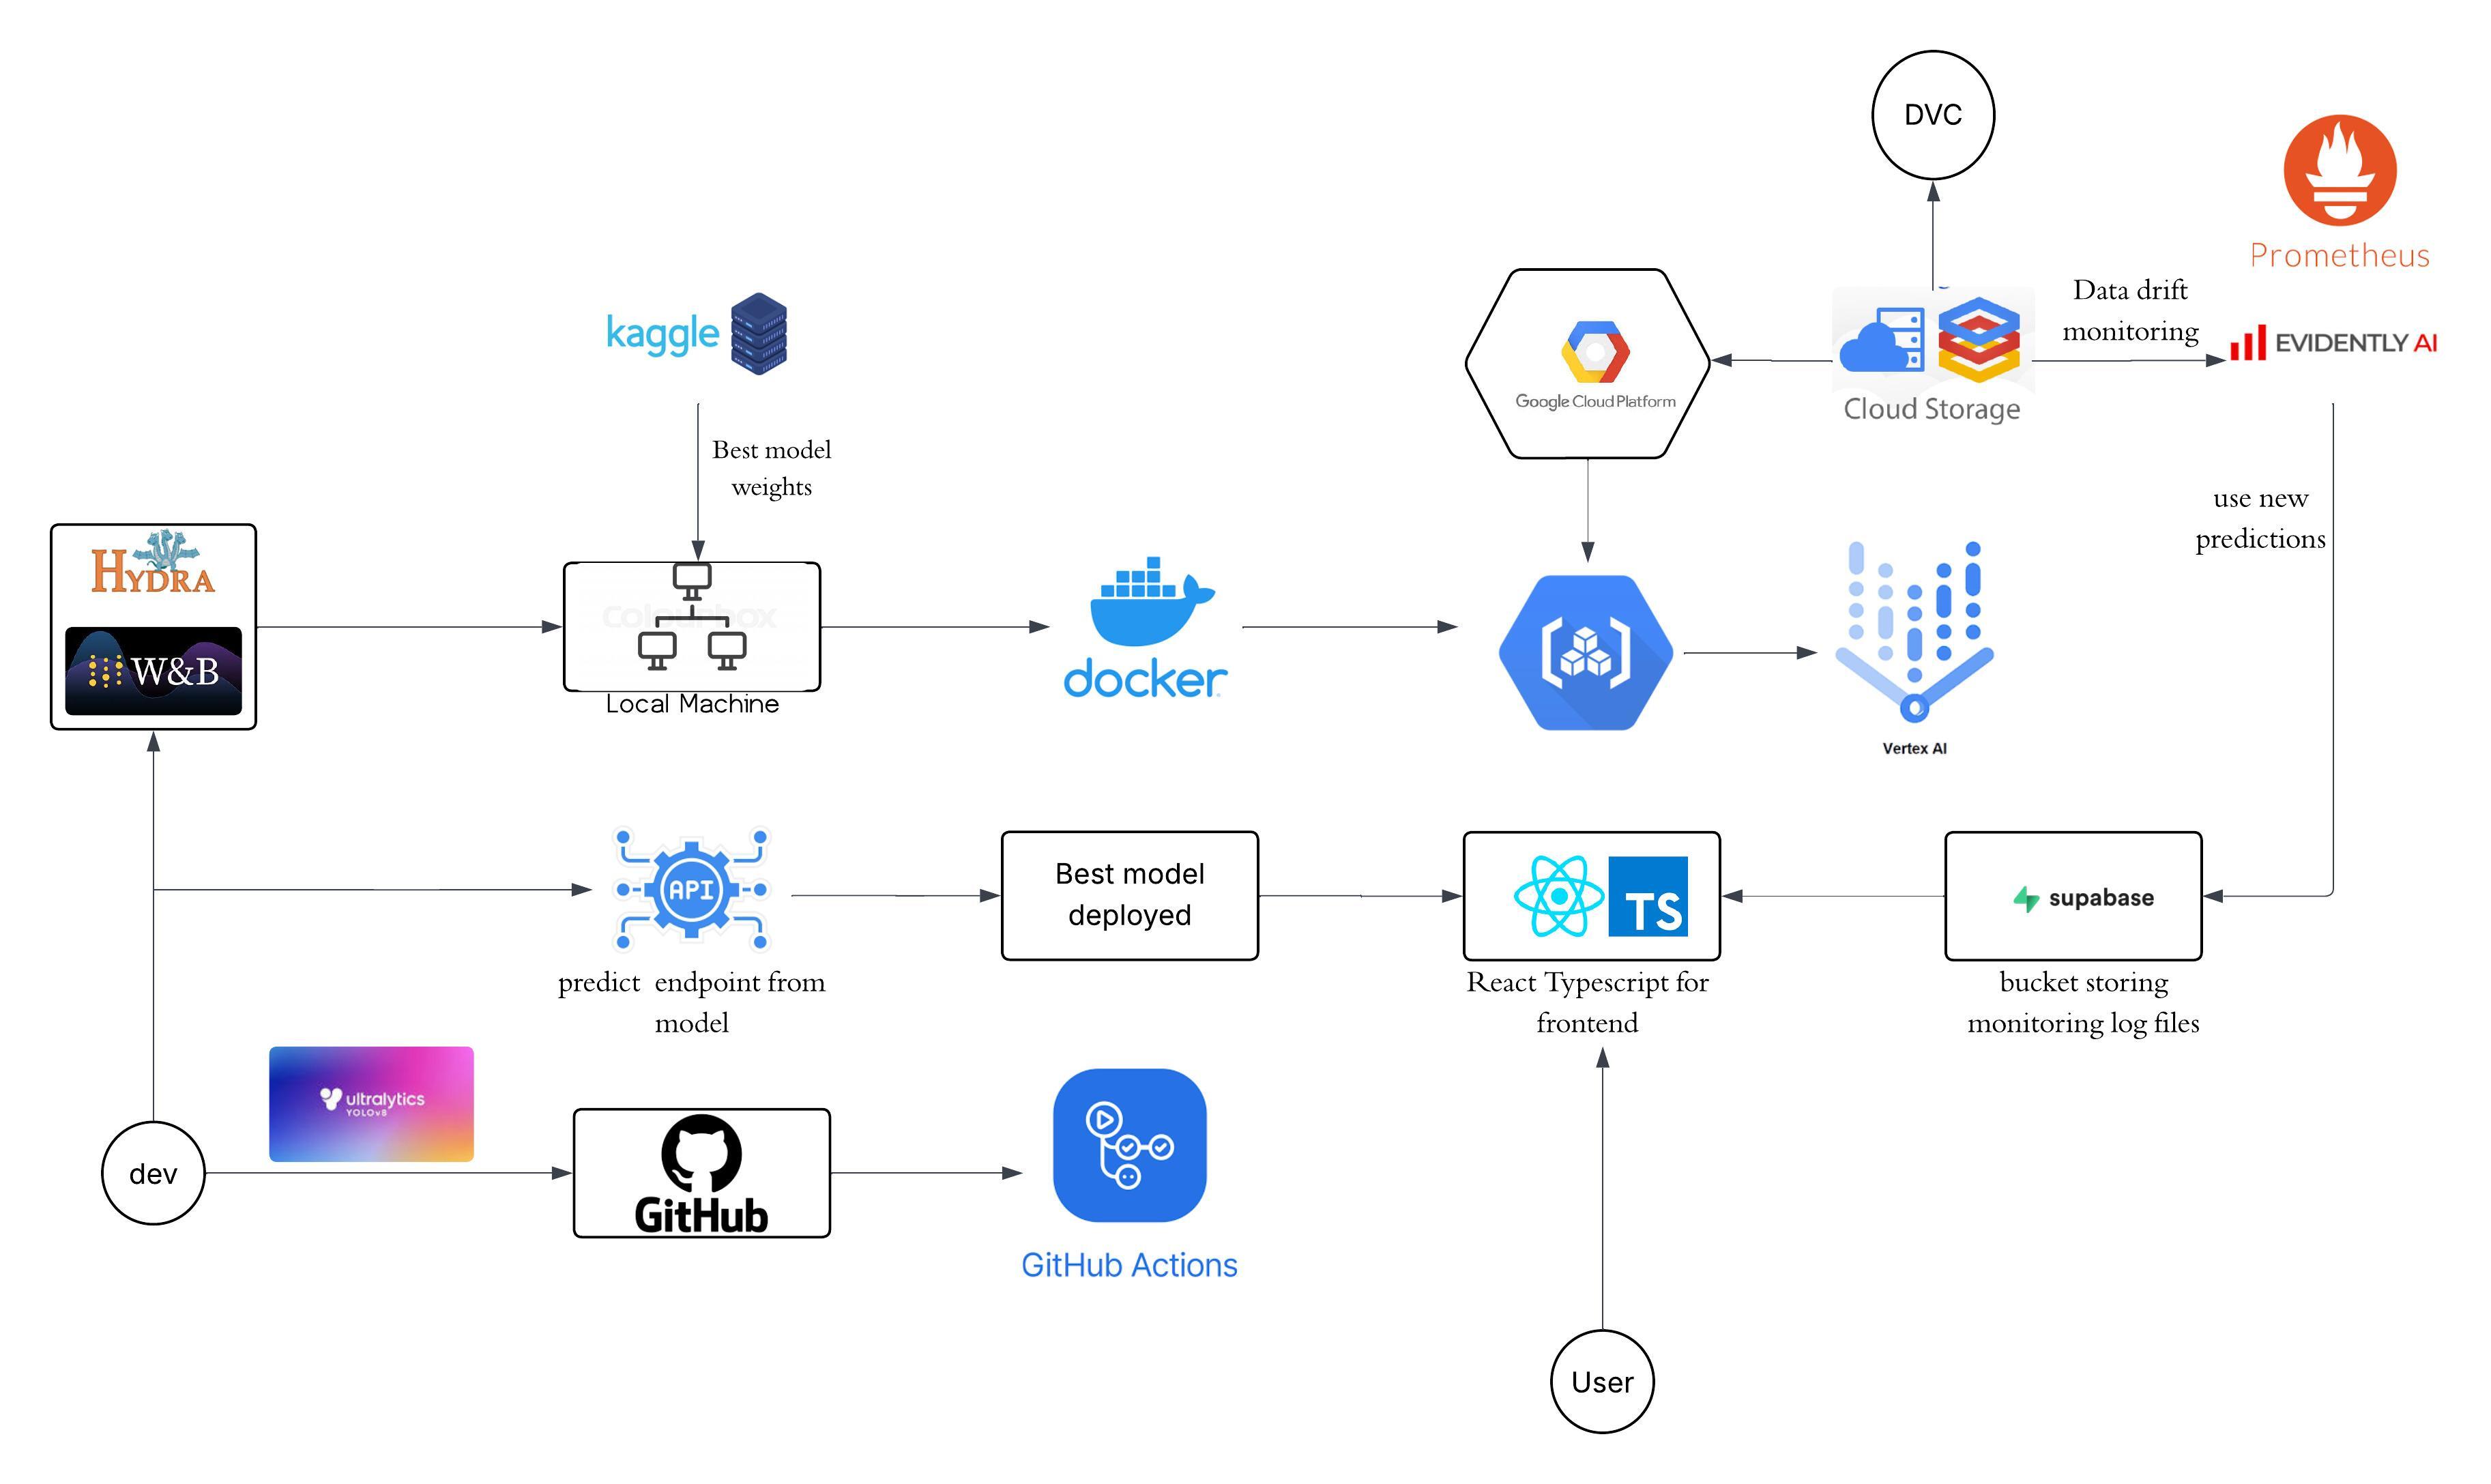 DVC
Prometheus
Data drift
monitoring
EVIDENTLY AI
kaggle
Google Cloud Platform
Cloud Storage
Best model
weights
use new
predictions
HYDRA
W&B
Colourbox
Local Machine
docker
Vertex AI
API
predict endpoint from
model
Best model
deployed
TS
React Typescript for
frontend
supabase
bucket storing
monitoring log files
ultralytics
YOLOv8
dev
GitHub
GitHub Actions
User